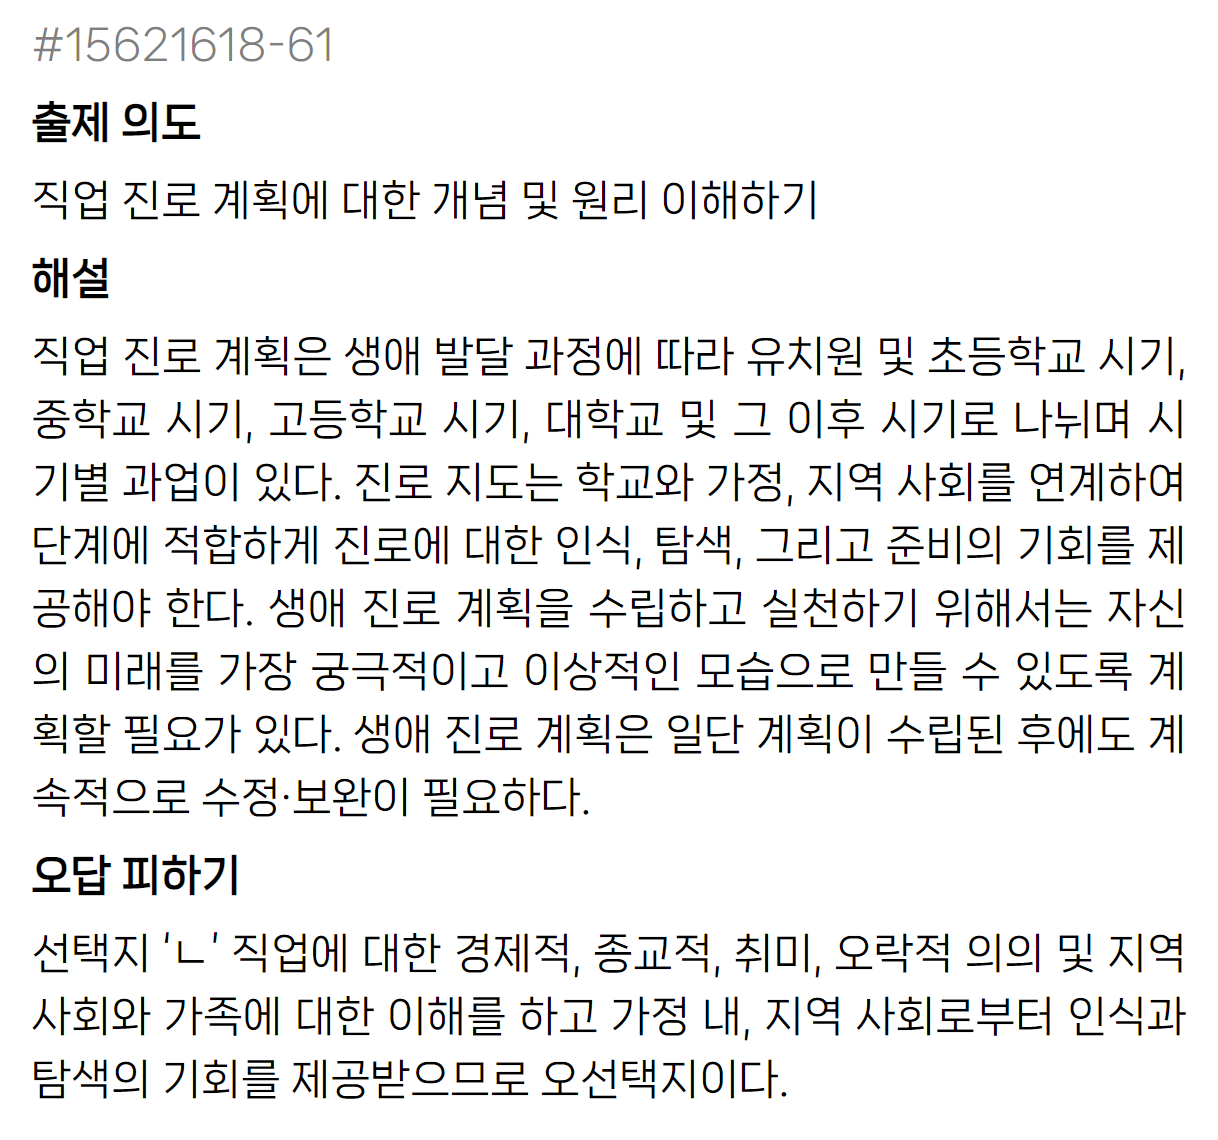 #15621618-61
출제 의도
직업 진로 계획에 대한 개념 및 원리 이해하기
해설
직업 진로 계획은 생애 발달 과정에 따라 유치원 및 초등학교 시기,
중학교 시기, 고등학교 시기, 대학교 및 그 이후 시기로 나뉘며 시
기별 과업이 있다. 진로 지도는 학교와 가정, 지역 사회를 연계하여
단계에 적합하게 진로에 대한 인식, 탐색, 그리고 준비의 기회를 제
공해야 한다. 생애 진로 계획을 수립하고 실천하기 위해서는 자신
의 미래를 가장 궁극적이고 이상적인 모습으로 만들 수 있도록 계
획할 필요가 있다. 생애 진로 계획은 일단 계획이 수립된 후에도 계
속적으로 수정·보완이 필요하다.
오답 피하기
선택지 ‘ㄴ’ 직업에 대한 경제적, 종교적, 취미, 오락적 의의 및 지역
사회와 가족에 대한 이해를 하고 가정 내, 지역 사회로부터 인식과
탐색의 기회를 제공받으므로 오선택지이다.